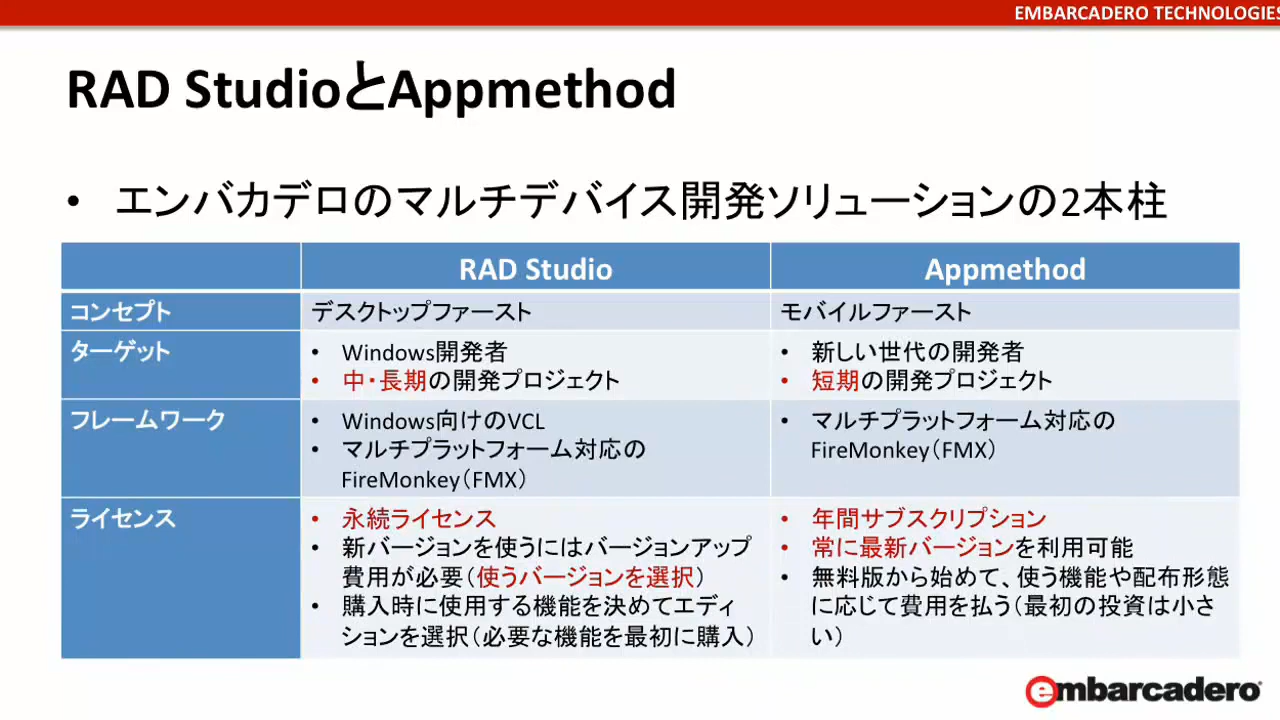 EMBARCADERO TECHNOLOGIES
RAD StudioとAppmethod
• エンバカデロのマルチデバイス開発ソリューションの2本柱
RAD Studio
Appmethod
コンセプト
デスクトップファースト
モバイルファースト
ターゲット
• Windows開発者
• 中・長期の開発プロジェクト
• 新しい世代の開発者
• 短期の開発プロジェクト
フレームワーク
• Windows向けのVCL
• マルチプラットフォーム対応の
FireMonkey（FMX）
• マルチプラットフォーム対応の
FireMonkey（FMX）
ライセンス
• 永続ライセンス
• 新バージョンを使うにはバージョンアップ
費用が必要（使うバージョンを選択）
• 購入時に使用する機能を決めてエディ
ションを選択（必要な機能を最初に購入）
• 年間サブスクリプション
• 常に最新バージョンを利用可能
• 無料版から始めて、使う機能や配布形態
に応じて費用を払う（最初の投資は小さ
い）
embarcadero